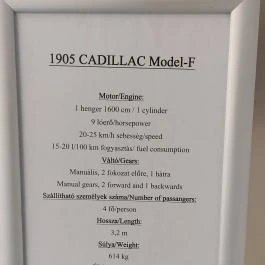 1905 CADILLAC Model-F
Motor/Engine:
1 henger 1600 cm / 1 cylinder
9 lóerő/horsepower
20-25 km/h sebesség/speed
15-20 l/100 km fogyasztás/ fuel consumption
Váltó/Gears:
Manuális, 2 fokozat előre, 1 hátra
Manual gears, 2 forward and 1 backwards
Szállítható személyek száma/Number of passangers:
4 fő/person
Hossza/Length:
3,2 m
Súlya/Weight:
614 kg